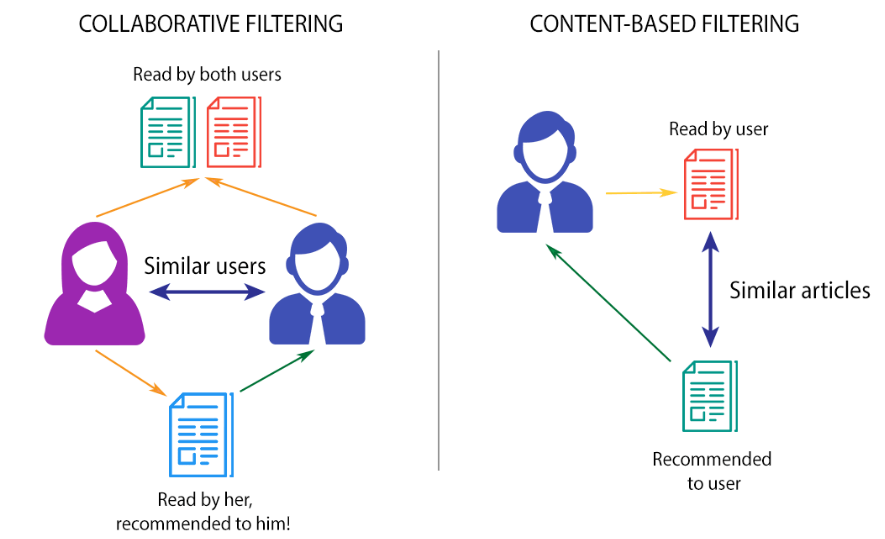 COLLABORATIVE FILTERING
Read by both users
Similar users
Read by her,
recommended to him!
CONTENT-BASED FILTERING
Read by user
Similar articles
Recommended
to user